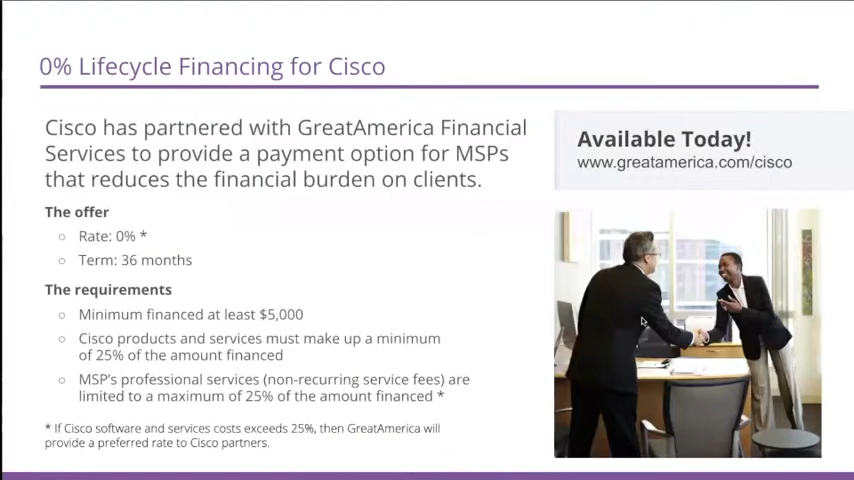 0% Lifecycle Financing for Cisco
Cisco has partnered with GreatAmerica Financial
Services to provide a payment option for MSPs
that reduces the financial burden on clients.
The offer
○ Rate: 0% *
○ Term: 36 months
The requirements
○ Minimum financed at least $5,000
○ Cisco products and services must make up a minimum
of 25% of the amount financed
○ MSP's professional services (non-recurring service fees) are
limited to a maximum of 25% of the amount financed *
* If Cisco software and services costs exceeds 25%, then GreatAmerica will
provide a preferred rate to Cisco partners.
Available Today!
www.greatamerica.com/cisco